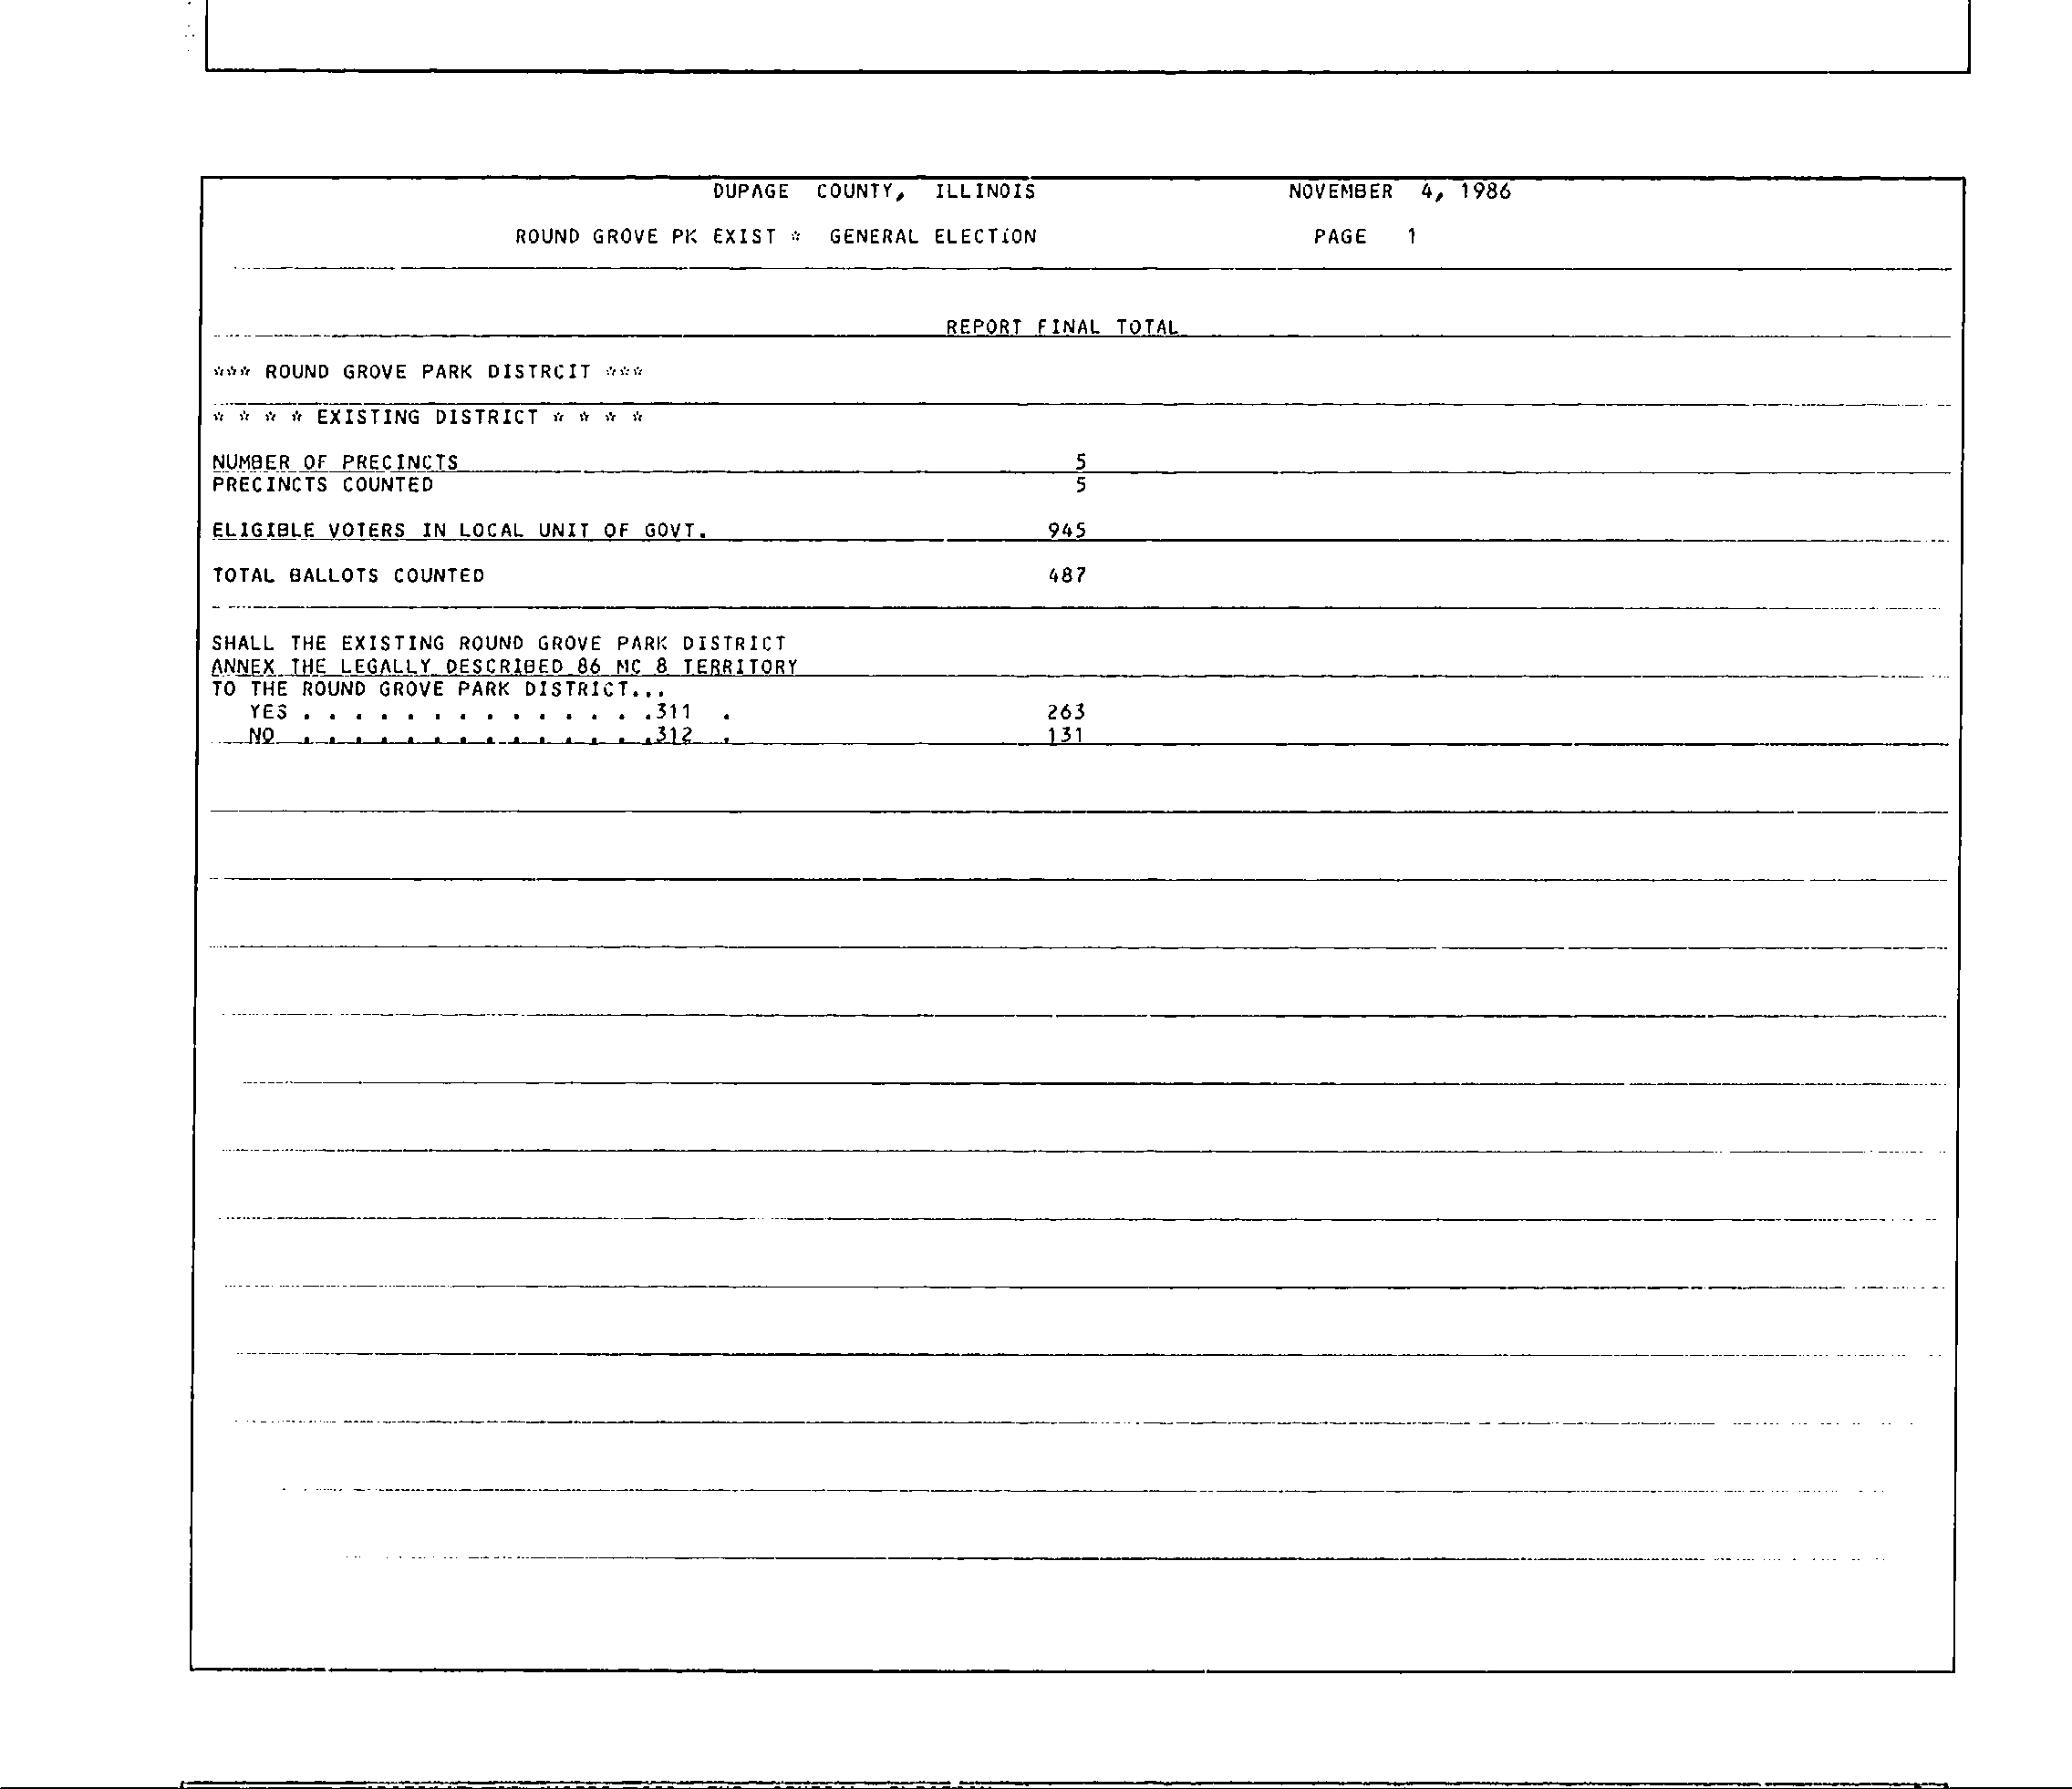 DUPAGE COUNTY, ILLINOIS NOVEMBER 4, 1986
ROUND GROVE PK EXIST * GENERAL ELECTION PAGE 1
REPORT FINAL TOTAL
*** ROUND GROVE PARK DISTRCIT ***
* * * * EXISTING DISTRICT * * * *
NUMBER OF PRECINCTS 5
PRECINCTS COUNTED 5
ELIGIBLE VOTERS IN LOCAL UNIT OF GOVT. 945
TOTAL BALLOTS COUNTED 487
SHALL THE EXISTING ROUND GROVE PARK DISTRICT
ANNEX THE LEGALLY DESCRIBED 86 MC 8 TERRITORY
TO THE ROUND GROVE PARK DISTRICT...
YES . . . . . . . . . . . . . .311 . 263
NO . . . . . . . . . . . . . .312 . 131